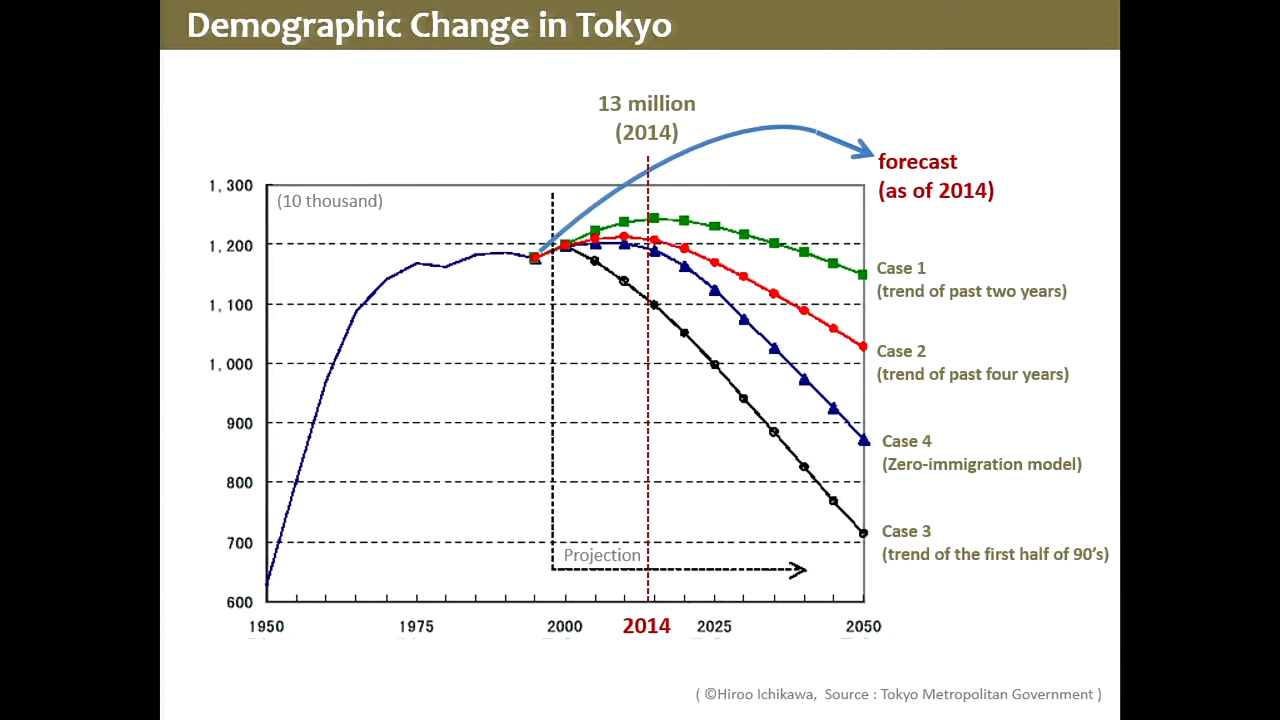 Demographic Change in Tokyo
13 million
(2014)
forecast
(as of 2014)
(10 thousand)
1,300
1,200
1,100
1,000
900
800
700
600
Case 1
(trend of past two years)
Case 2
(trend of past four years)
Case 4
(Zero-immigration model)
Case 3
(trend of the first half of 90's)
Projection
1950
1975
2000
2014
2025
2050
( ©Hiroo Ichikawa, Source : Tokyo Metropolitan Government )